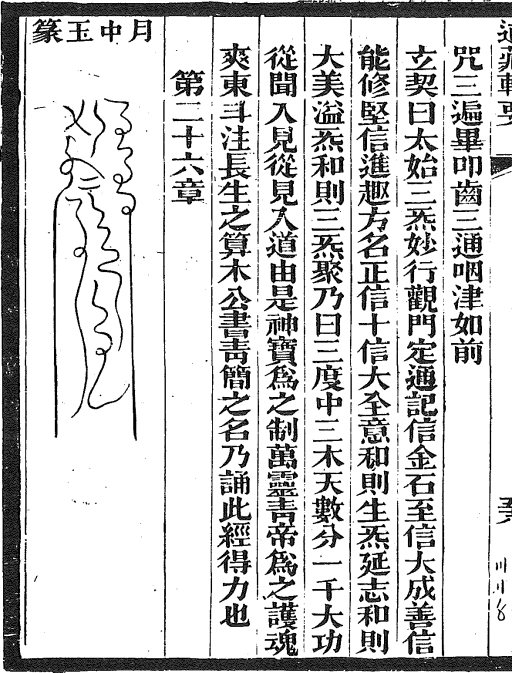 道藏輯要
咒三遍畢叩齒三通咽津如前
玄契曰太始三炁妙行觀門定通記信金石至信大成善信
能修堅信進趣方名正信十信大全意和則生炁延志和則
大美溢炁和則三炁聚乃曰三度中三木天數分一千大功
從聞入見從見入道由是神寶爲之制萬靈青帝爲之護魂
爽東斗注長生之算木公書青簡之名乃誦此經得力也
第二十六章
月中玉篆